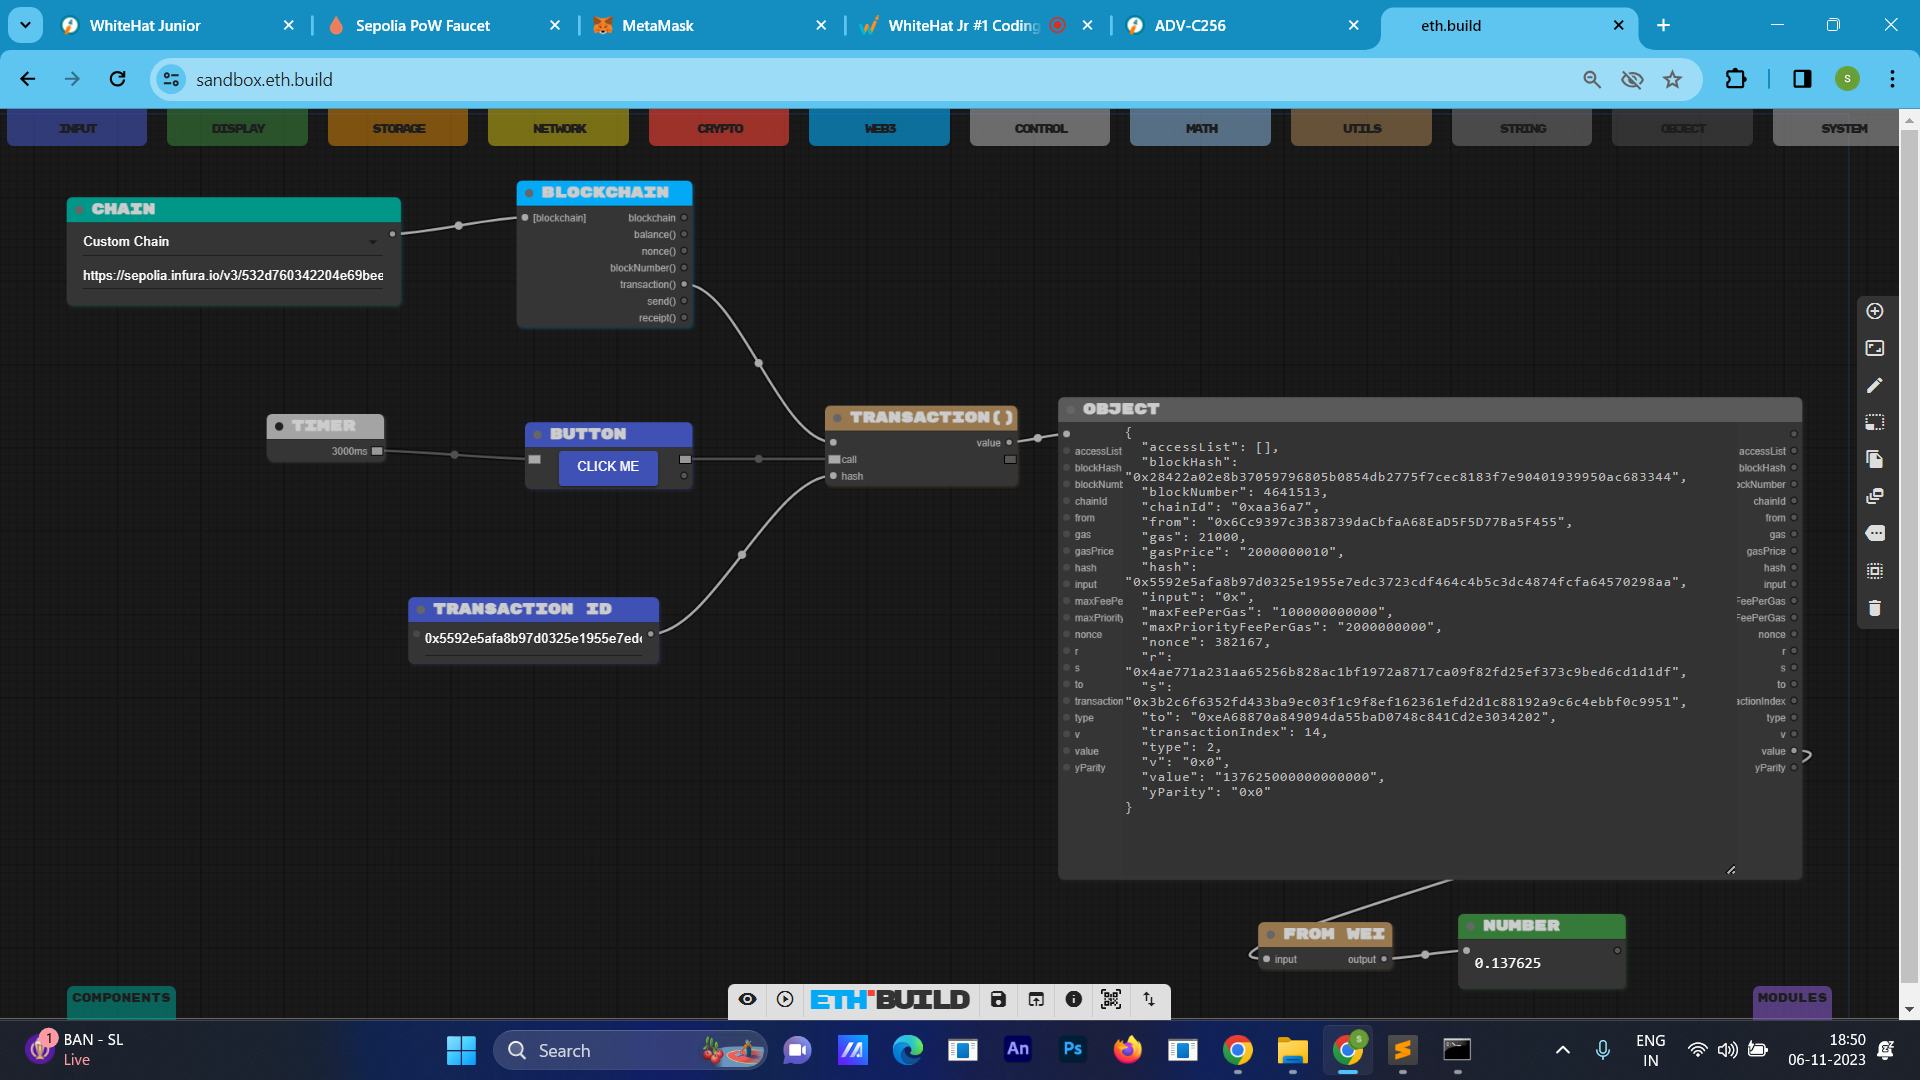 WhiteHat Junior
Sepolia PoW Faucet
MetaMask
WhiteHat Jr #1 Coding
ADV-C256
eth.build
sandbox.eth.build
S
INPUT
DISPLAY
STORAGE
NETWORK
CRYPTO
WEB3
CONTROL
MATH
UTILS
STRING
OBJECT
SYSTEM
CHAIN
Custom Chain
https://sepolia.infura.io/v3/532d760342204e69bee
BLOCKCHAIN
[blockchain]
blockchain
balance()
nonce()
blockNumber()
transaction()
send()
receipt()
TIMER
3000ms
BUTTON
CLICK ME
TRANSACTION()
value
call
hash
TRANSACTION ID
0x5592e5afa8b97d0325e1955e7edc
OBJECT
accessList
blockHash
blockNumb
chainId
from
gas
gasPrice
hash
input
maxFeePe
maxPriority
nonce
r
s
to
transaction
type
v
value
yParity
{
"accessList": [],
"blockHash":
"0x28422a02e8b37059796805b0854db2775f7cec8183f7e90401939950ac683344",
"blockNumber": 4641513,
"chainId": "0xaa36a7",
"from": "0x6Cc9397c3B38739daCbfaA68EaD5F5D77Ba5F455",
"gas": 21000,
"gasPrice": "2000000010",
"hash":
"0x5592e5afa8b97d0325e1955e7edc3723cdf464c4b5c3dc4874fcfa64570298aa",
"input": "0x",
"maxFeePerGas": "100000000000",
"maxPriorityFeePerGas": "2000000000",
"nonce": 382167,
"r":
"0x4ae771a231aa65256b828ac1bf1972a8717ca09f82fd25ef373c9bed6cd1d1df",
"s":
"0x3b2c6f6352fd433ba9ec03f1c9f8ef162361efd2d1c88192a9c6c4ebbf0c9951",
"to": "0xeA68870a849094da55baD0748c841Cd2e3034202",
"transactionIndex": 14,
"type": 2,
"v": "0x0",
"value": "137625000000000000",
"yParity": "0x0"
}
accessList
blockHash
ockNumber
chainId
from
gas
gasPrice
hash
input
FeePerGas
FeePerGas
nonce
r
s
to
actionIndex
type
v
value
yParity
FROM WEI
input
output
NUMBER
0.137625
COMPONENTS
ETH BUILD
MODULES
1
BAN - SL
Live
Search
An
Ps
S
ENG
IN
18:50
06-11-2023